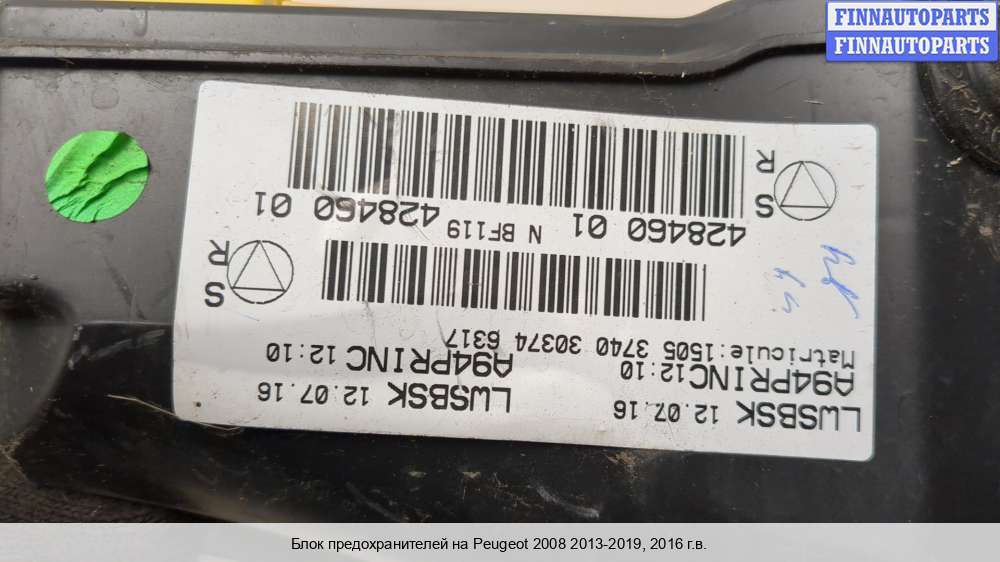 FINNAUTOPARTS
FINNAUTOPARTS
LWSBSK 12.07.16
LWSBSK 12.07.16
A94PRINC12:10
A94PRINC 12:10
Matricule:1505 3740 30374 6317
S
R
N BF119
428460 01
428460 01
S
R
Блок предохранителей на Peugeot 2008 2013-2019, 2016 г.в.